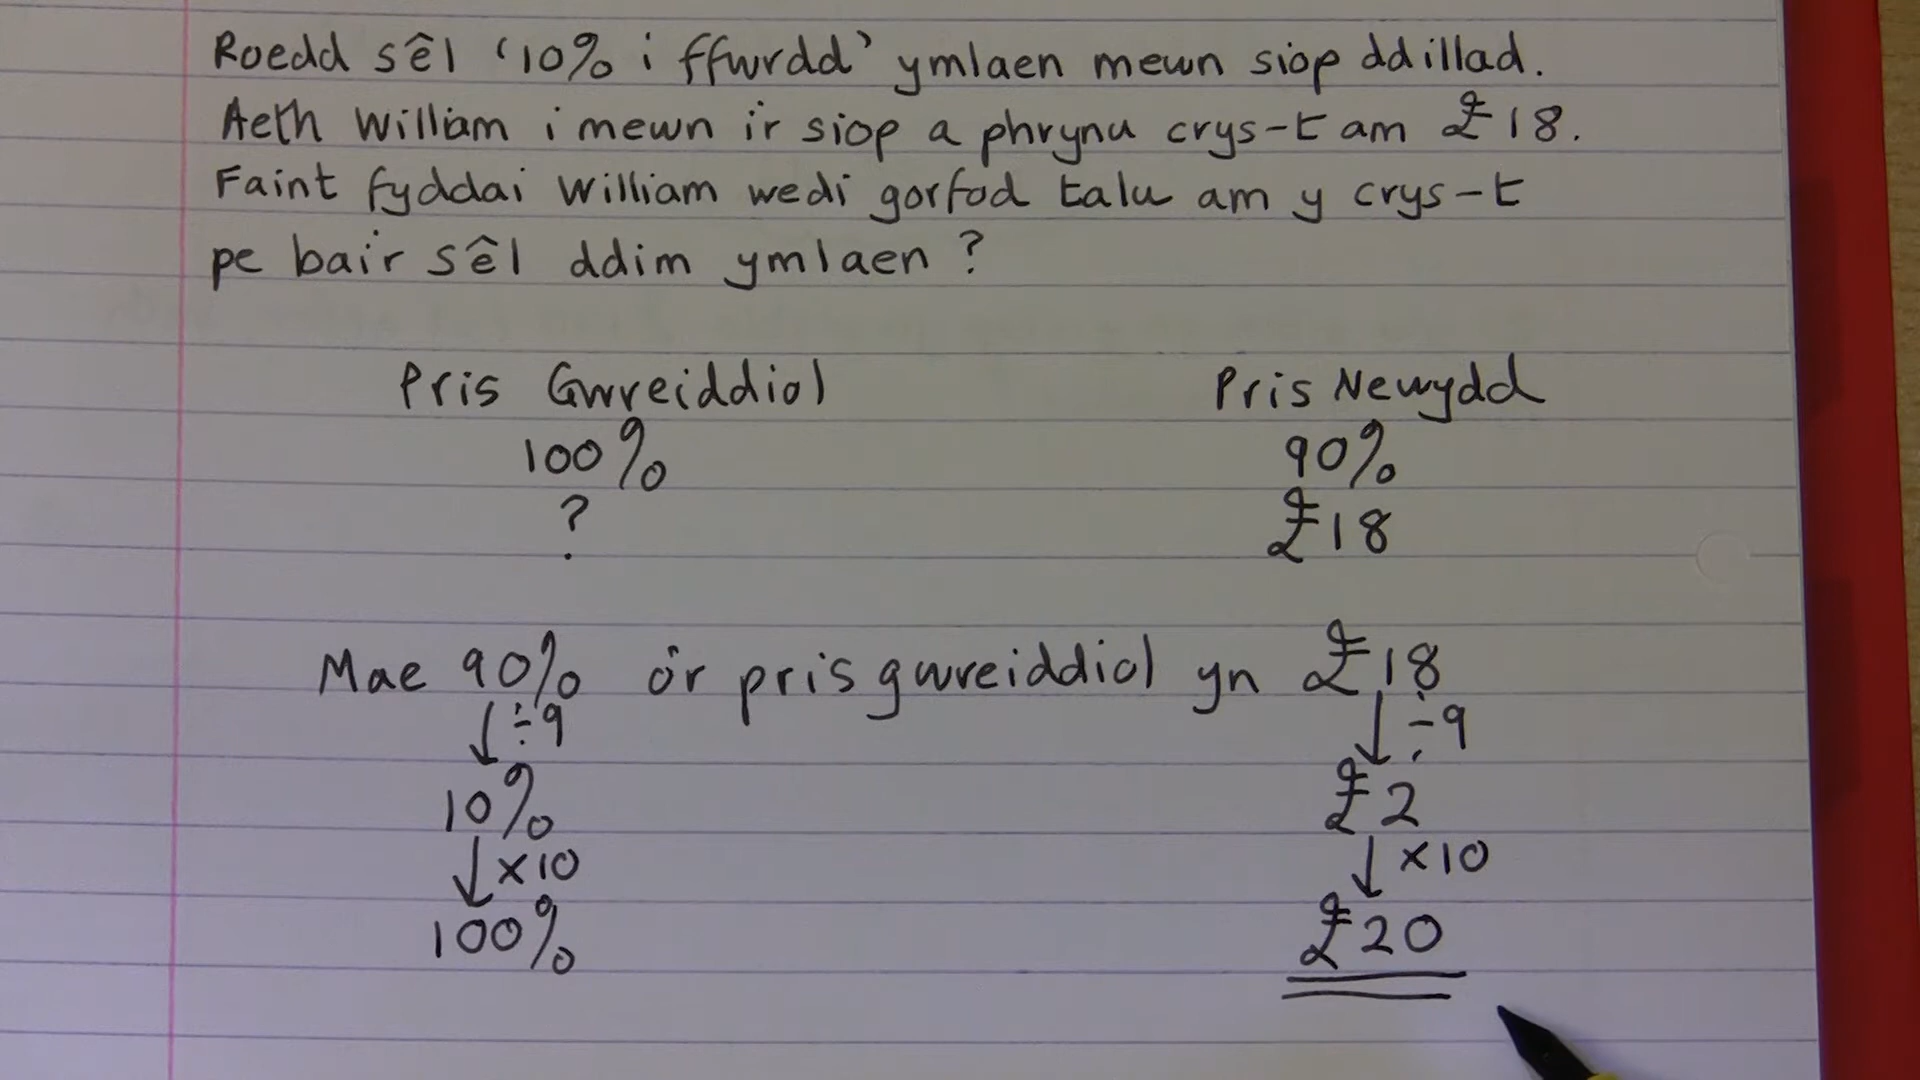 Roedd sêl '10% i ffwrdd' ymlaen mewn siop ddillad.
Aeth William i mewn i'r siop a phrynu crys-t am £18.
Faint fyddai William wedi gorfod talu am y crys-t
pe bai'r sêl ddim ymlaen?
Pris Gwreiddiol Pris Newydd
100% 90%
? £18
Mae 90% o'r pris gwreiddiol yn £18
↓÷9 ↓÷9
10% £2
↓×10 ↓×10
100% £20